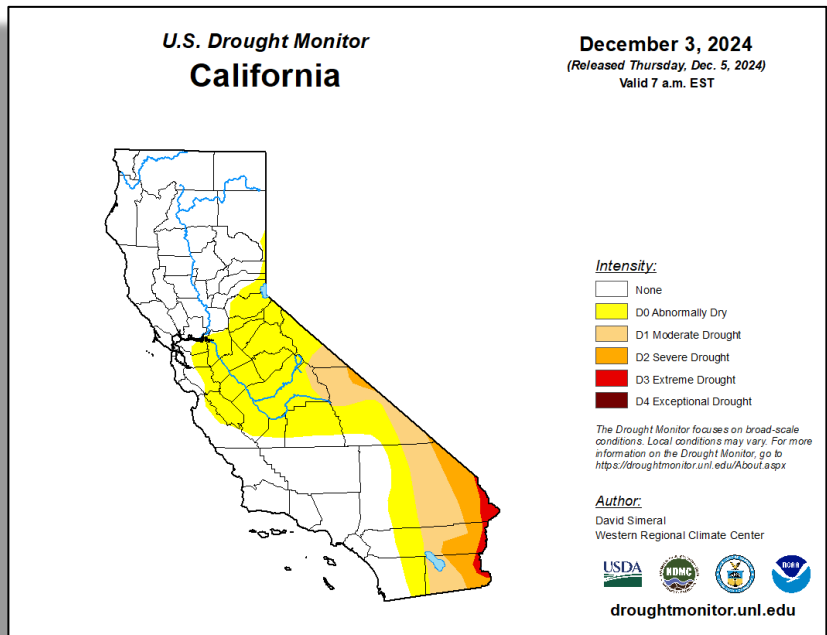 U.S. Drought Monitor
California
December 3, 2024
(Released Thursday, Dec. 5, 2024)
Valid 7 a.m. EST
Intensity:
None
D0 Abnormally Dry
D1 Moderate Drought
D2 Severe Drought
D3 Extreme Drought
D4 Exceptional Drought
The Drought Monitor focuses on broad-scale
conditions. Local conditions may vary. For more
information on the Drought Monitor, go to
https://droughtmonitor.unl.edu/About.aspx
Author:
David Simeral
Western Regional Climate Center
USDA
NDMC
NOAA
droughtmonitor.unl.edu